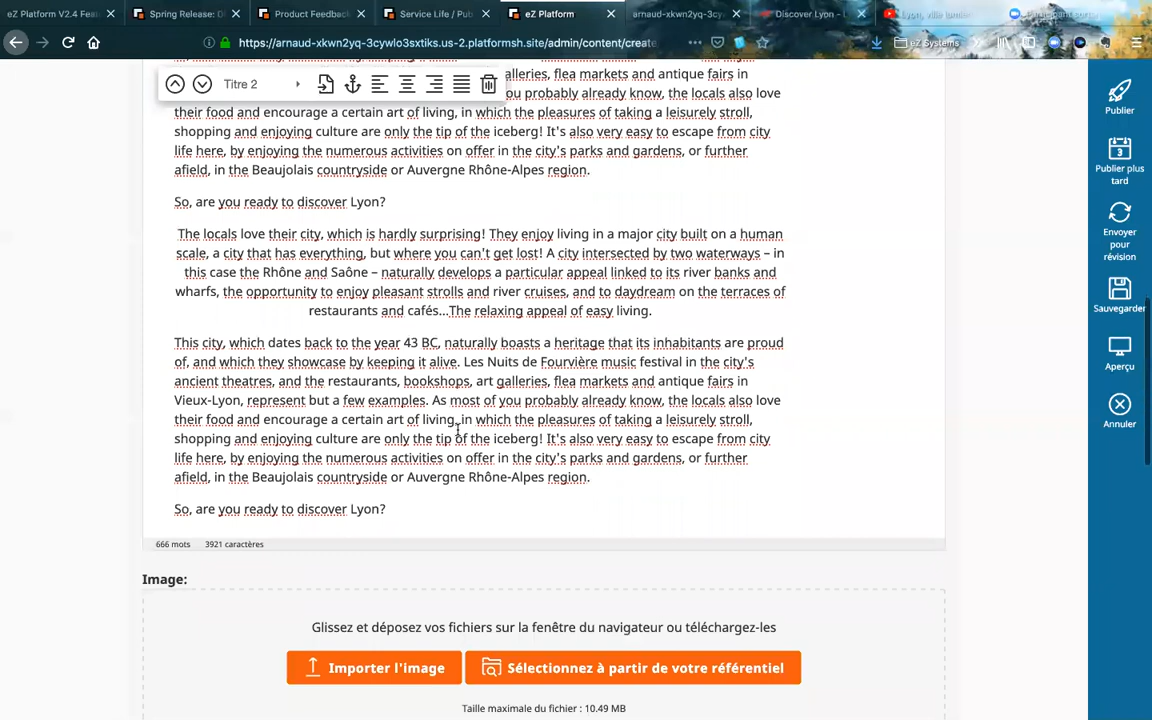 eZ Platform V2.4 Fea
Spring Release: D
Product Feedback
Service Life / Pub
eZ Platform
arnaud-xkwn2yq-3cy
Discover Lyon -
Lyon, ville lumiè
https://arnaud-xkwn2yq-3cywlo3sxtiks.us-2.platformsh.site/admin/content/create
eZ Systems
Titre 2
alleries, flea markets and antique fairs in
you probably already know, the locals also love
their food and encourage a certain art of living, in which the pleasures of taking a leisurely stroll,
shopping and enjoying culture are only the tip of the iceberg! It's also very easy to escape from city
life here, by enjoying the numerous activities on offer in the city's parks and gardens, or further
afield, in the Beaujolais countryside or Auvergne Rhône-Alpes region.
So, are you ready to discover Lyon?
The locals love their city, which is hardly surprising! They enjoy living in a major city built on a human
scale, a city that has everything, but where you can't get lost! A city intersected by two waterways – in
this case the Rhône and Saône – naturally develops a particular appeal linked to its river banks and
wharfs, the opportunity to enjoy pleasant strolls and river cruises, and to daydream on the terraces of
restaurants and cafés...The relaxing appeal of easy living.
This city, which dates back to the year 43 BC, naturally boasts a heritage that its inhabitants are proud
of, and which they showcase by keeping it alive. Les Nuits de Fourvière music festival in the city's
ancient theatres, and the restaurants, bookshops, art galleries, flea markets and antique fairs in
Vieux-Lyon, represent but a few examples. As most of you probably already know, the locals also love
their food and encourage a certain art of living, in which the pleasures of taking a leisurely stroll,
shopping and enjoying culture are only the tip of the iceberg! It's also very easy to escape from city
life here, by enjoying the numerous activities on offer in the city's parks and gardens, or further
afield, in the Beaujolais countryside or Auvergne Rhône-Alpes region.
So, are you ready to discover Lyon?
666 mots 3921 caractères
Image:
Glissez et déposez vos fichiers sur la fenêtre du navigateur ou téléchargez-les
Importer l'image
Sélectionnez à partir de votre référentiel
Taille maximale du fichier : 10.49 MB
Publier
3
Publier plus
tard
Envoyer
pour
révision
Sauvegarder
Aperçu
Annuler